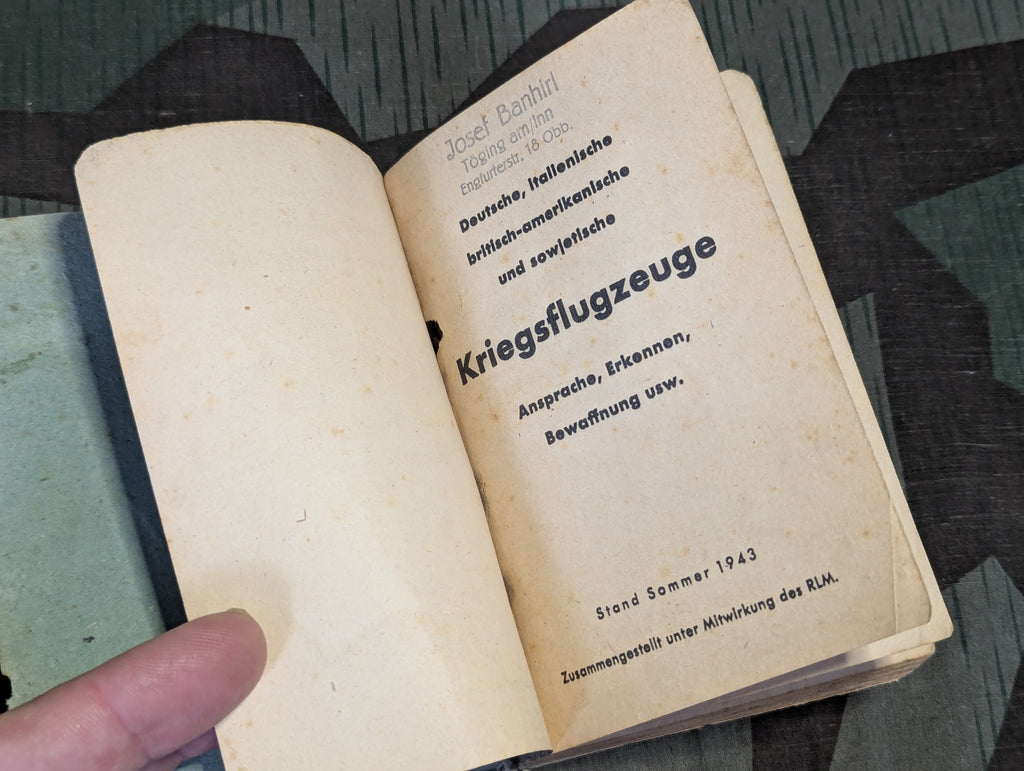 Josef Banhirl
Töging am/Inn
Engfurterstr. 18 Obb.
Deutsche, italienische
britisch-amerikanische
und sowjetische
Kriegsflugzeuge
Ansprache, Erkennen,
Bewaffnung usw.
Stand Sommer 1943
Zusammengestellt unter Mitwirkung des RLM.